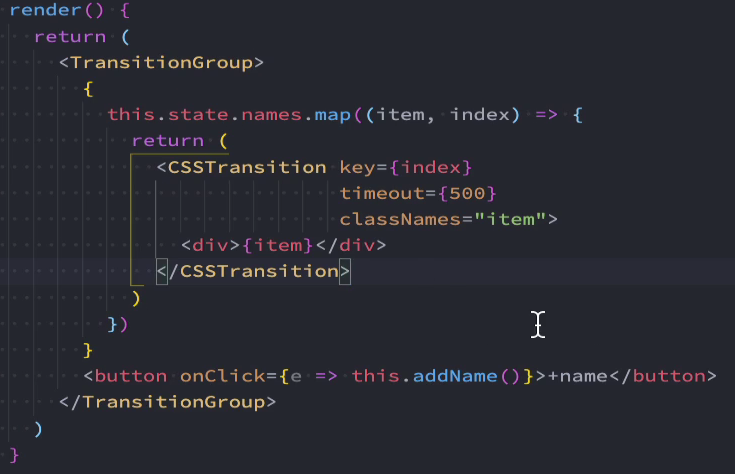 render() {
return (
<TransitionGroup>
{
this.state.names.map((item, index) => {
return (
<CSSTransition key={index}
timeout={500}
classNames="item">
<div>{item}</div>
</CSSTransition>
)
})
}
<button onClick={e => this.addName()}>+name</button>
</TransitionGroup>
)
}